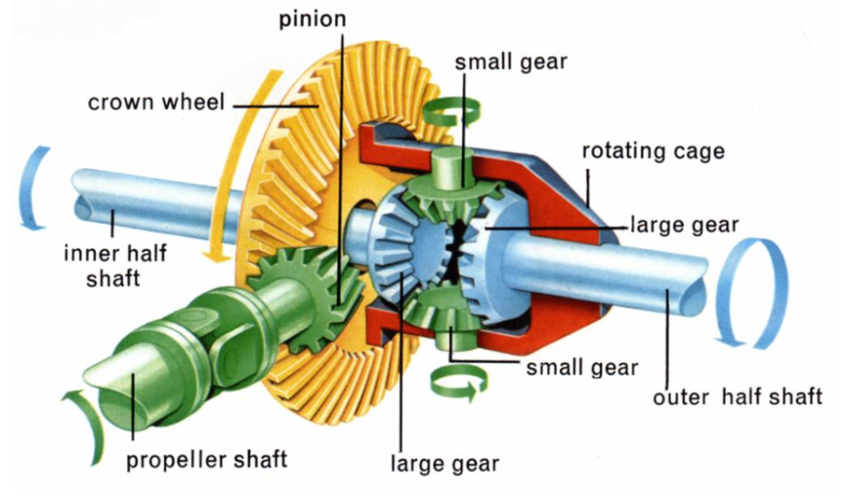 pinion
small gear
crown wheel
rotating cage
large gear
inner half
shaft
small gear
outer half shaft
propeller shaft
large gear